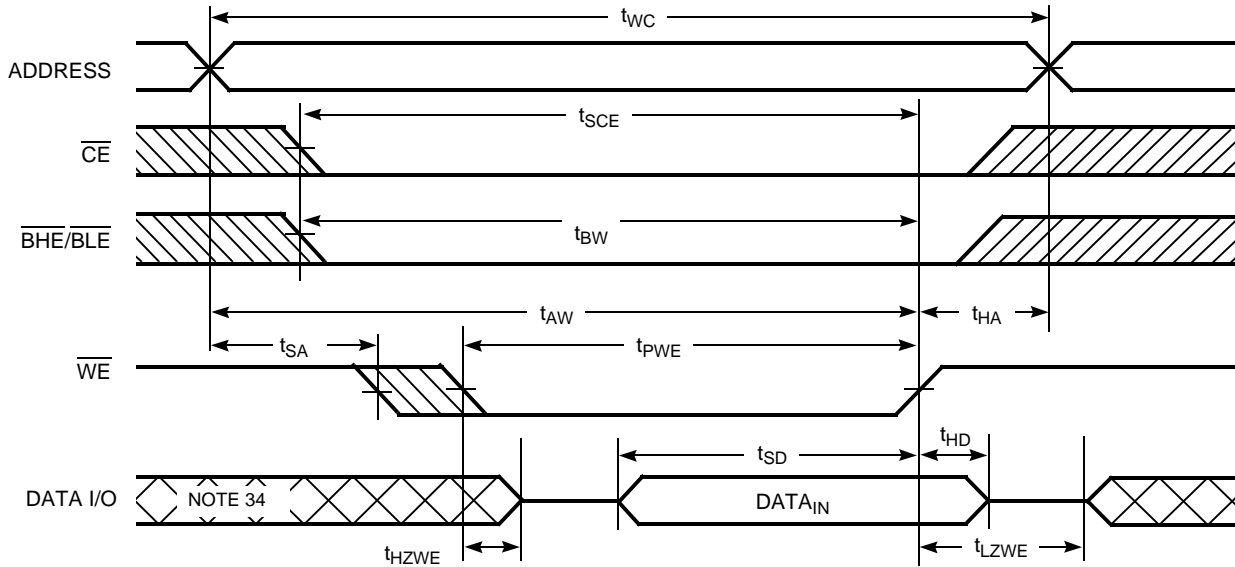 tWC
ADDRESS
tSCE
CE
tBW
BHE/BLE
tAW
tHA
tSA
tPWE
WE
tSD
tHD
DATA I/O
NOTE 34
DATAIN
tHZWE
tLZWE